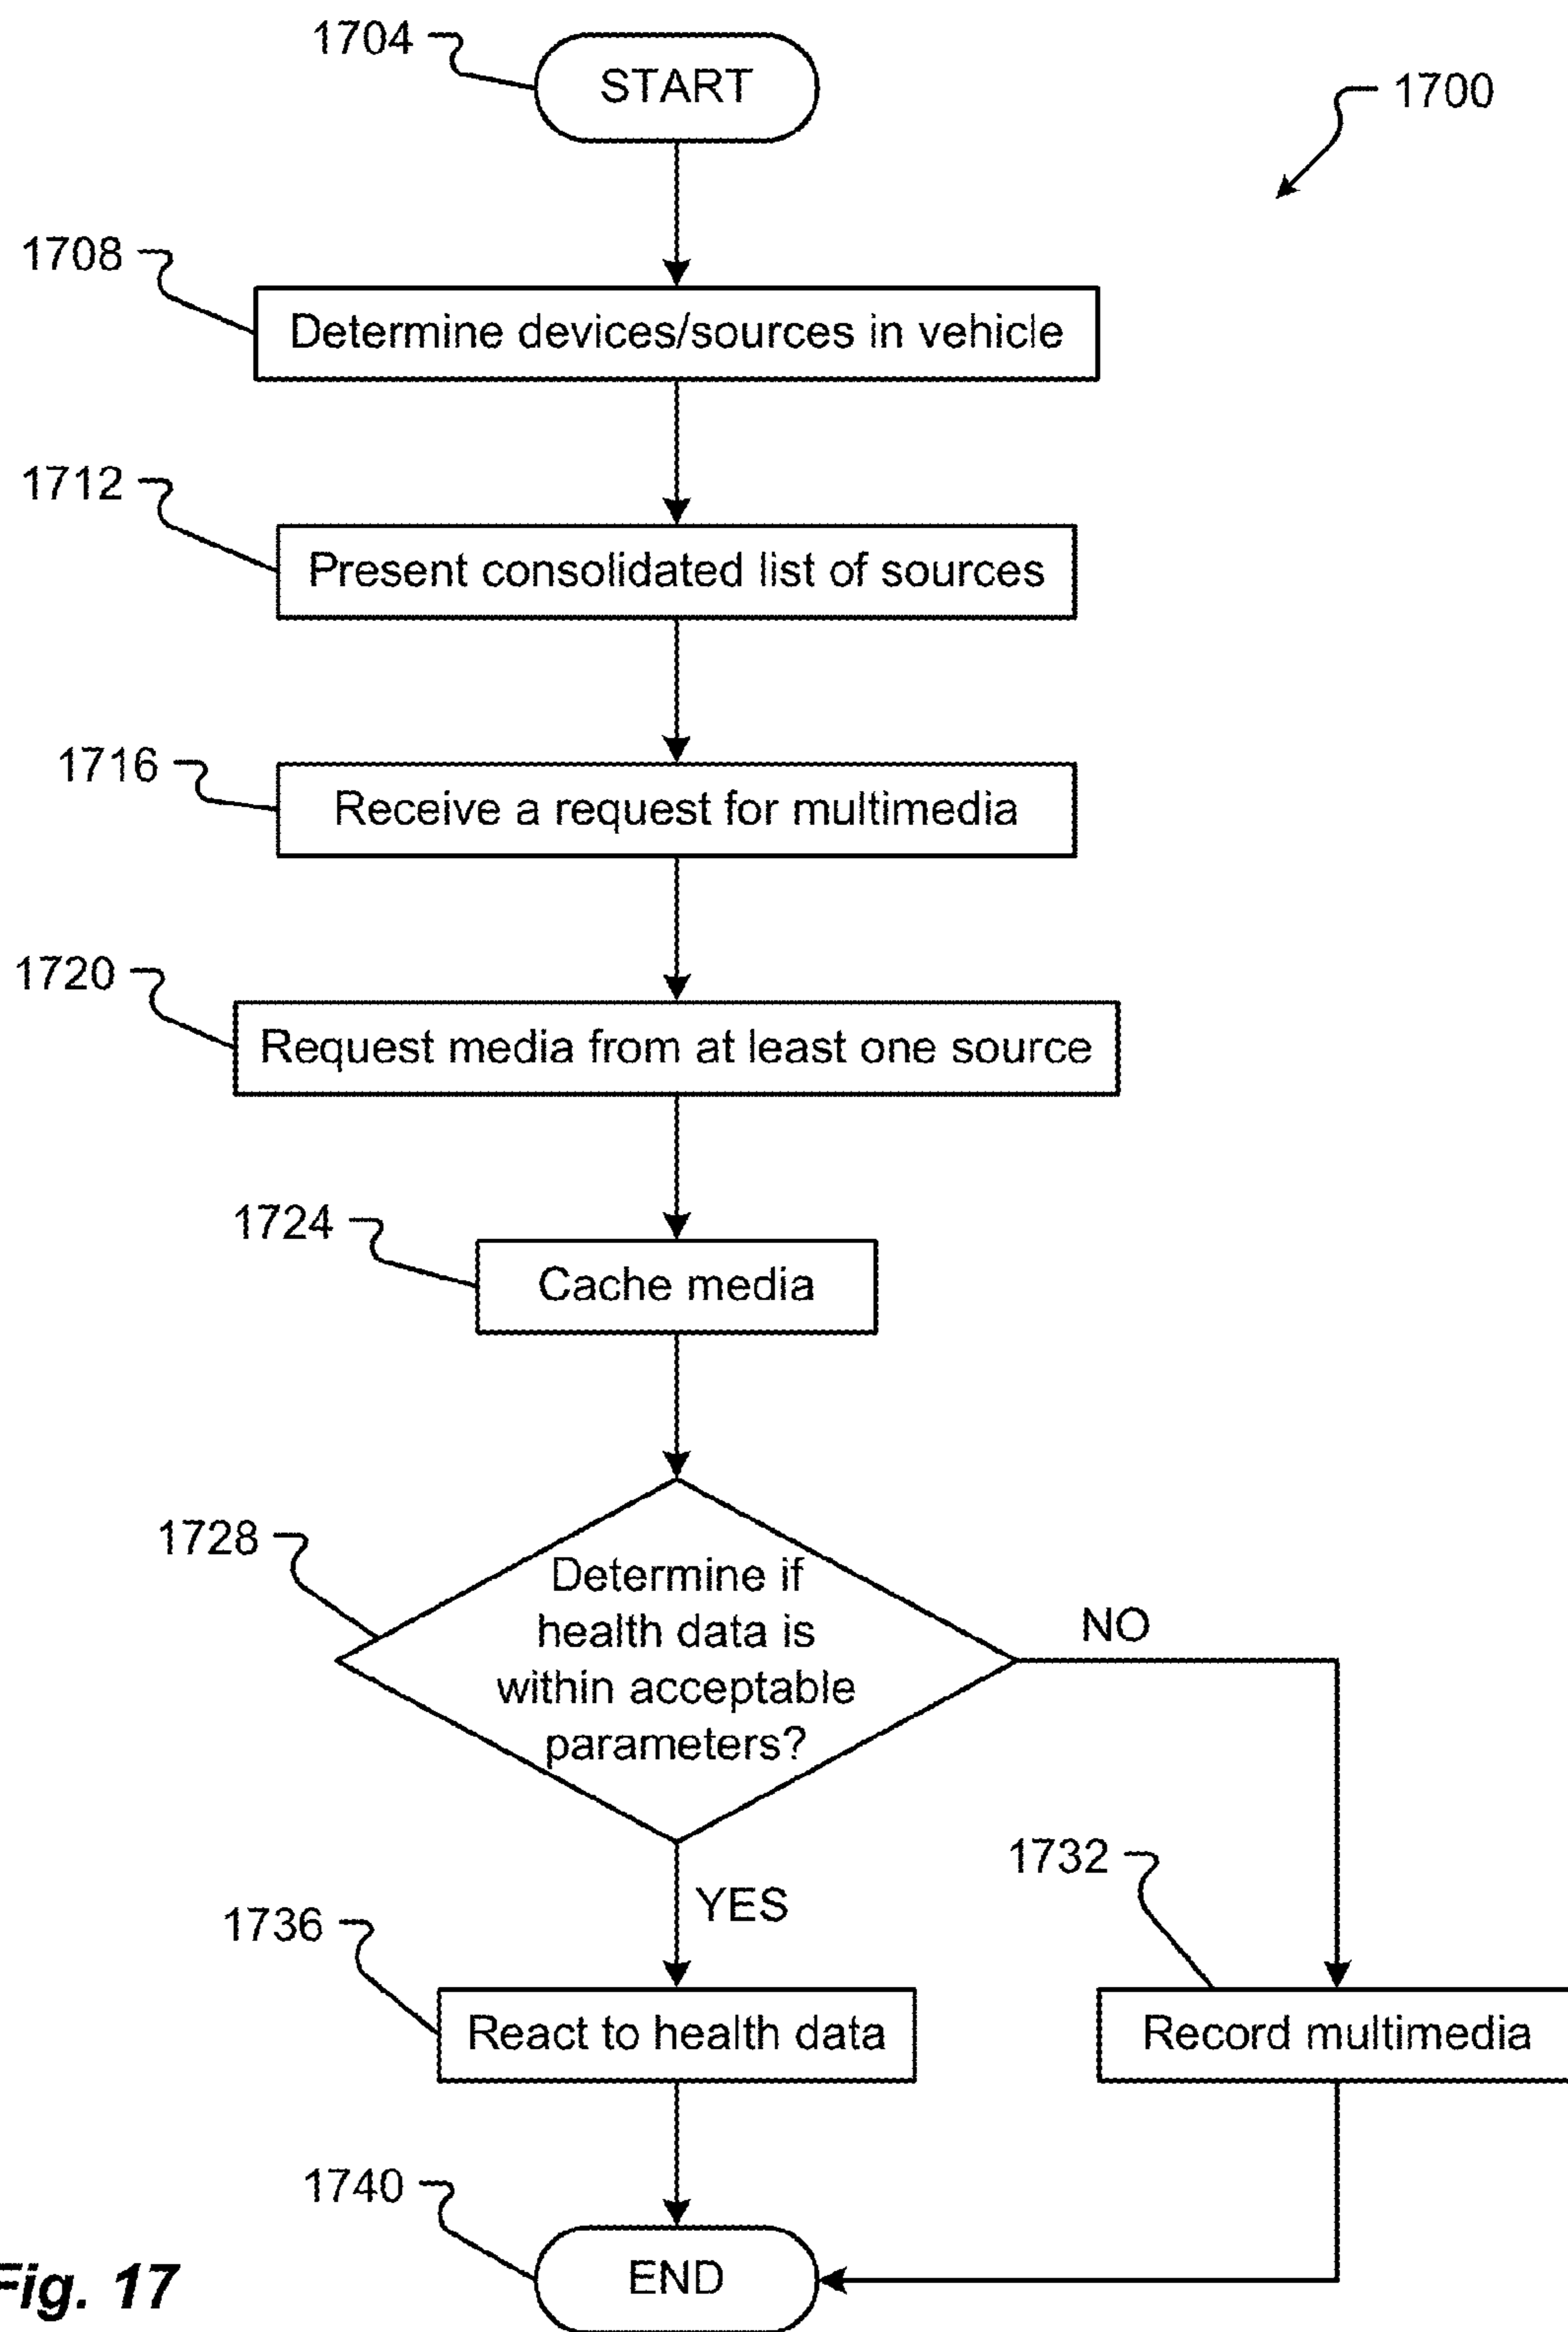 1704
START
1700
1708
Determine devices/sources in vehicle
1712
Present consolidated list of sources
1716
Receive a request for multimedia
1720
Request media from at least one source
1724
Cache media
1728
Determine if
health data is
within acceptable
parameters?
NO
YES
1732
1736
React to health data
Record multimedia
1740
END
Fig. 17